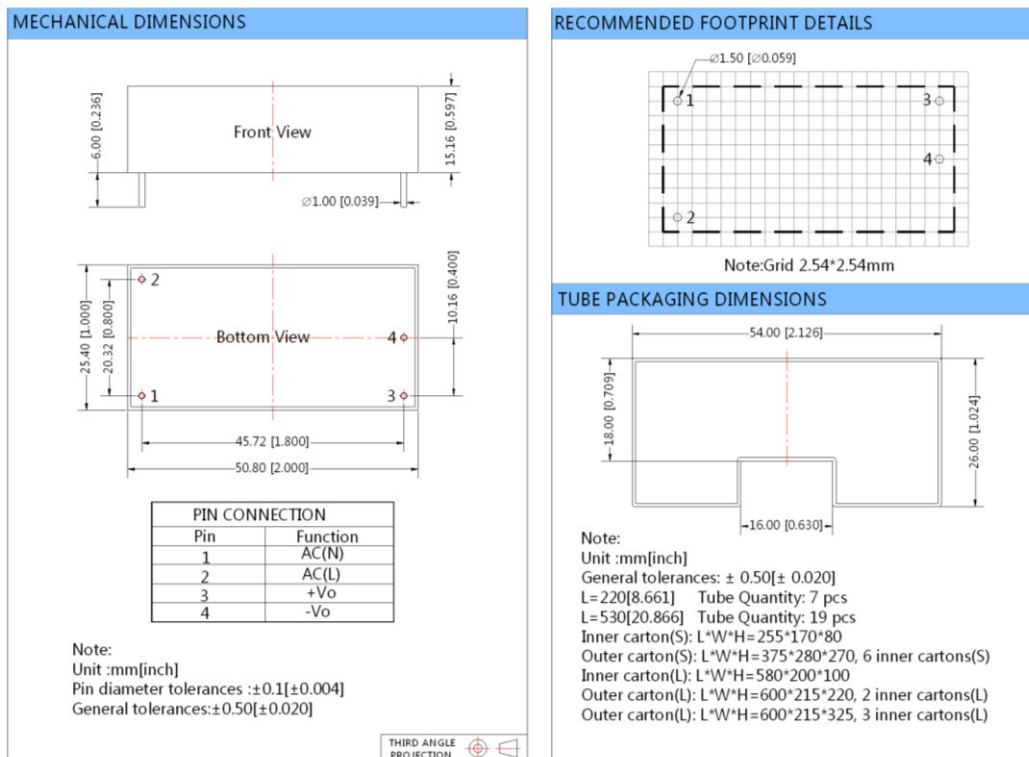 MECHANICAL DIMENSIONS
6.00 [0.236]
Front View
15.16 [0.597]
∅1.00 [0.039]
25.40 [1.000]
20.32 [0.800]
2
Bottom View
4
10.16 [0.400]
1
3
45.72 [1.800]
50.80 [2.000]
PIN CONNECTION
Pin Function
1 AC(N)
2 AC(L)
3 +Vo
4 -Vo
Note:
Unit :mm[inch]
Pin diameter tolerances :±0.1[±0.004]
General tolerances:±0.50[±0.020]
THIRD ANGLE
PROJECTION
RECOMMENDED FOOTPRINT DETAILS
∅1.50 [∅0.059]
1
3
4
2
Note:Grid 2.54*2.54mm
TUBE PACKAGING DIMENSIONS
54.00 [2.126]
18.00 [0.709]
26.00 [1.024]
16.00 [0.630]
Note:
Unit :mm[inch]
General tolerances: ± 0.50[± 0.020]
L=220[8.661] Tube Quantity: 7 pcs
L=530[20.866] Tube Quantity: 19 pcs
Inner carton(S): L*W*H=255*170*80
Outer carton(S): L*W*H=375*280*270, 6 inner cartons(S)
Inner carton(L): L*W*H=580*200*100
Outer carton(L): L*W*H=600*215*220, 2 inner cartons(L)
Outer carton(L): L*W*H=600*215*325, 3 inner cartons(L)